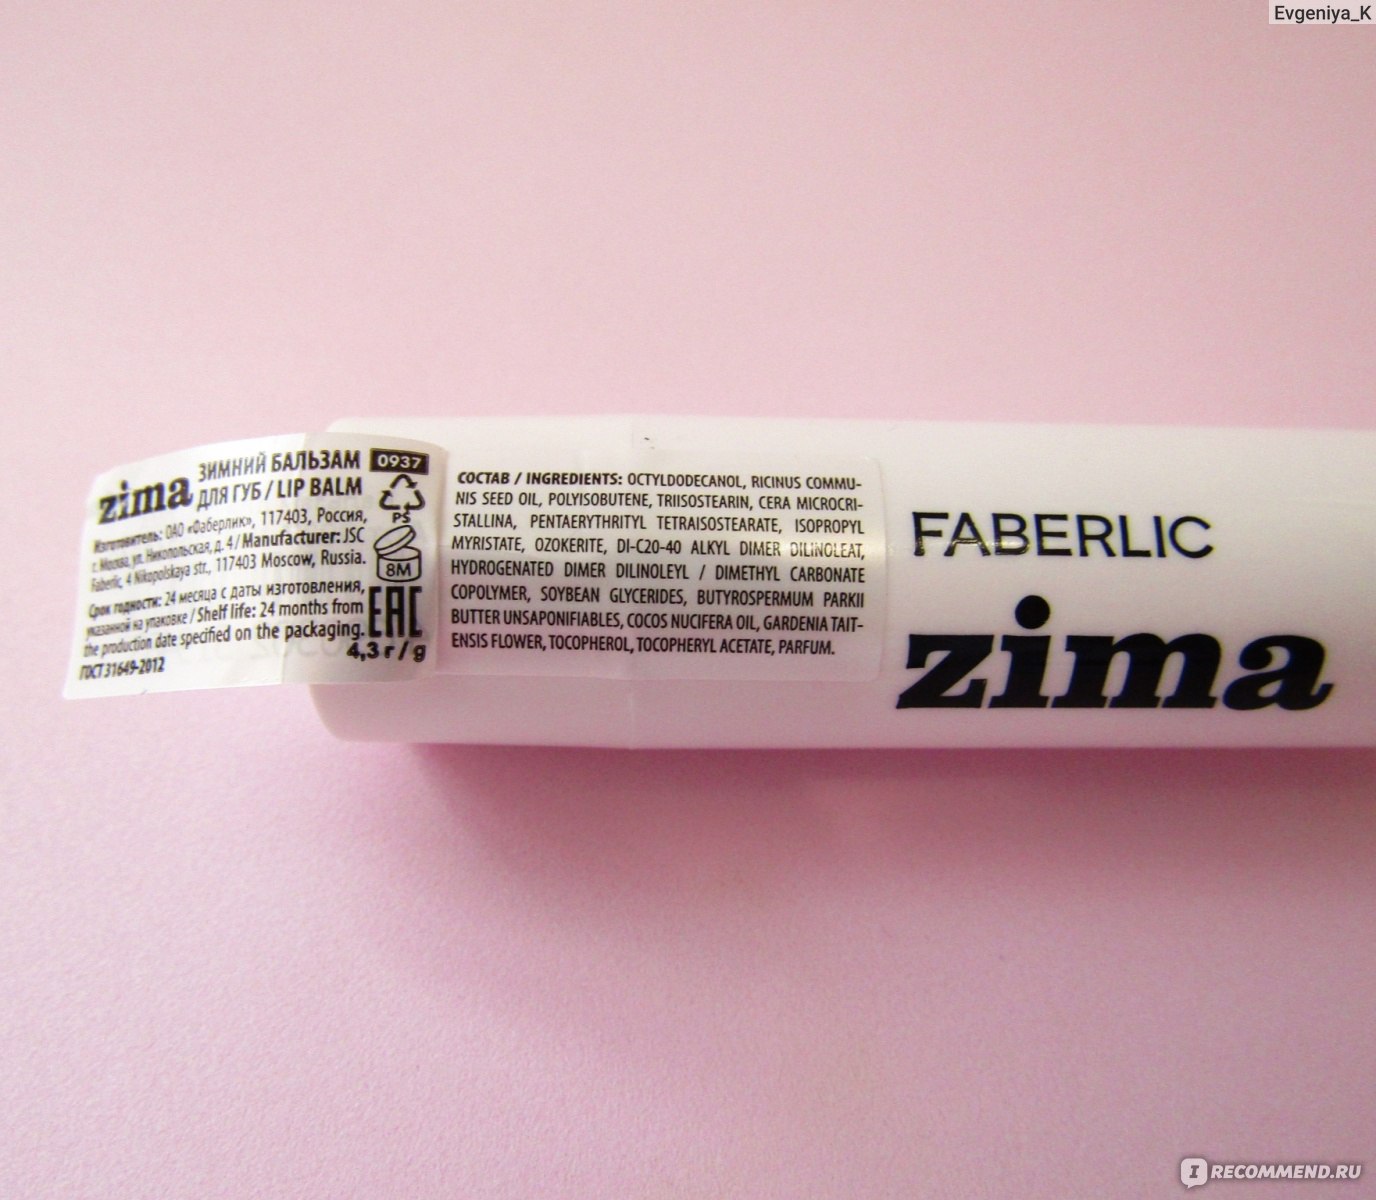 Evgeniya_K
zima ЗИМНИЙ БАЛЬЗАМ
ДЛЯ ГУБ / LIP BALM
Изготовитель: ОАО «Фаберлик», 117403, Россия,
г. Москва, ул. Никопольская, д. 4 / Manufacturer: JSC
Faberlic, 4 Nikopolskaya str., 117403 Moscow, Russia.
Срок годности: 24 месяца с даты изготовления,
указанной на упаковке / Shelf life: 24 months from
the production date specified on the packaging.
ГОСТ 31649-2012
0937
PS
8M
EAC
4,3 г / g
СОСТАВ / INGREDIENTS: OCTYLDODECANOL, RICINUS COMMU-
NIS SEED OIL, POLYISOBUTENE, TRIISOSTEARIN, CERA MICROCRI-
STALLINA, PENTAERYTHRITYL TETRAISOSTEARATE, ISOPROPYL
MYRISTATE, OZOKERITE, DI-C20-40 ALKYL DIMER DILINOLEAT,
HYDROGENATED DIMER DILINOLEYL / DIMETHYL CARBONATE
COPOLYMER, SOYBEAN GLYCERIDES, BUTYROSPERMUM PARKII
BUTTER UNSAPONIFIABLES, COCOS NUCIFERA OIL, GARDENIA TAIT-
ENSIS FLOWER, TOCOPHEROL, TOCOPHERYL ACETATE, PARFUM.
FABERLIC
zima
IRECOMMEND.RU